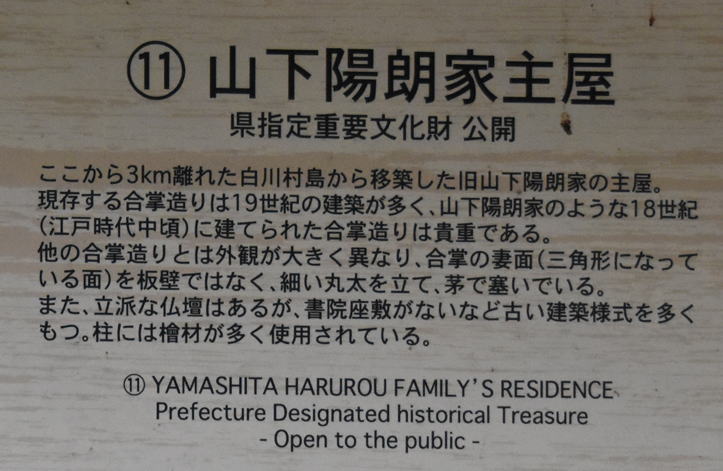 ⑪ 山下陽朗家主屋
県指定重要文化財 公開
ここから3km離れた白川村島から移築した旧山下陽朗家の主屋。
現存する合掌造りは19世紀の建築が多く、山下陽朗家のような18世紀
(江戸時代中頃)に建てられた合掌造りは貴重である。
他の合掌造りとは外観が大きく異なり、合掌の妻面(三角形になって
いる面)を板壁ではなく、細い丸太を立て、茅で塞いでいる。
また、立派な仏壇はあるが、書院座敷がないなど古い建築様式を多く
もつ。柱には檜材が多く使用されている。
⑪ YAMASHITA HARUROU FAMILY'S RESIDENCE
Prefecture Designated historical Treasure
- Open to the public -